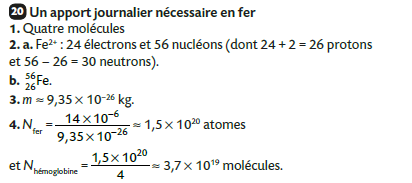 20 Un apport journalier nécessaire en fer
1. Quatre molécules
2. a. Fe²⁺ : 24 électrons et 56 nucléons (dont 24 + 2 = 26 protons
et 56 – 26 = 30 neutrons).
b. ⁵⁶₂₆Fe.
3. m ≈ 9,35 × 10⁻²⁶ kg.
4. N_fer = (14 × 10⁻⁶)/(9,35 × 10⁻²⁶) ≈ 1,5 × 10²⁰ atomes
et N_hémoglobine = (1,5 × 10²⁰)/4 ≈ 3,7 × 10¹⁹ molécules.